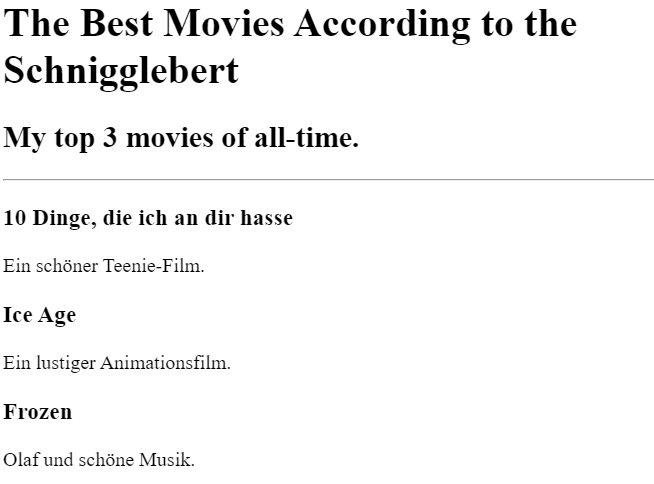 The Best Movies According to the
Schnigglebert
My top 3 movies of all-time.
10 Dinge, die ich an dir hasse
Ein schöner Teenie-Film.
Ice Age
Ein lustiger Animationsfilm.
Frozen
Olaf und schöne Musik.